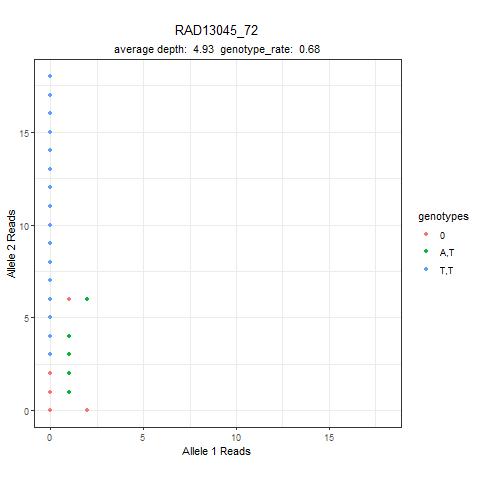 RAD13045_72
average depth:  4.93  genotype_rate:  0.68
15
10
5
0
Allele 2 Reads
0 5 10 15
Allele 1 Reads
genotypes
0
A,T
T,T